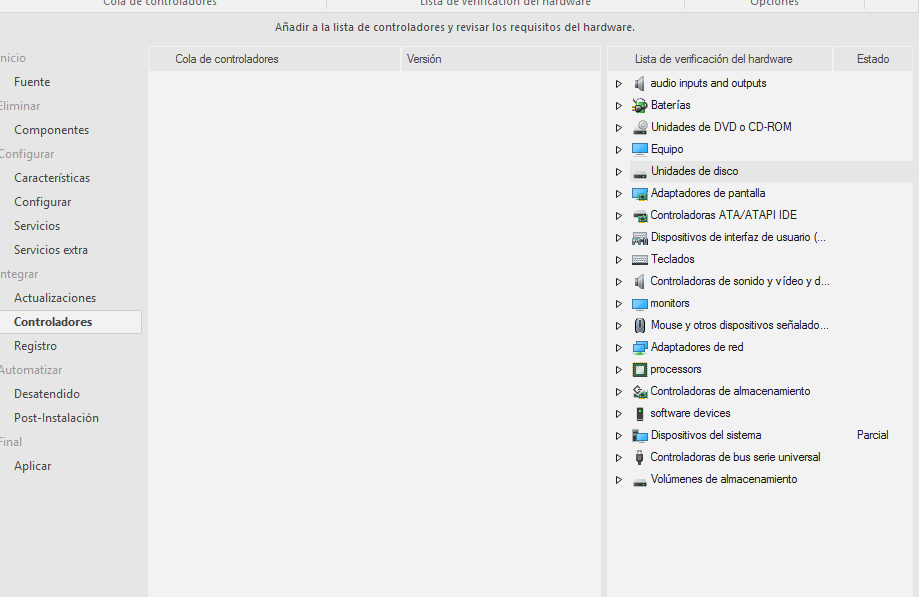 Cola de controladores
Lista de verificación del hardware
Opciones
Añadir a la lista de controladores y revisar los requisitos del hardware.
nicio
Fuente
Eliminar
Componentes
Configurar
Características
Configurar
Servicios
Servicios extra
ntegrar
Actualizaciones
Controladores
Registro
Automatizar
Desatendido
Post-Instalación
Final
Aplicar
Cola de controladores
Versión
Lista de verificación del hardware
Estado
audio inputs and outputs
Baterías
Unidades de DVD o CD-ROM
Equipo
Unidades de disco
Adaptadores de pantalla
Controladoras ATA/ATAPI IDE
Dispositivos de interfaz de usuario (...
Teclados
Controladoras de sonido y vídeo y d...
monitors
Mouse y otros dispositivos señalado...
Adaptadores de red
processors
Controladoras de almacenamiento
software devices
Dispositivos del sistema Parcial
Controladoras de bus serie universal
Volúmenes de almacenamiento